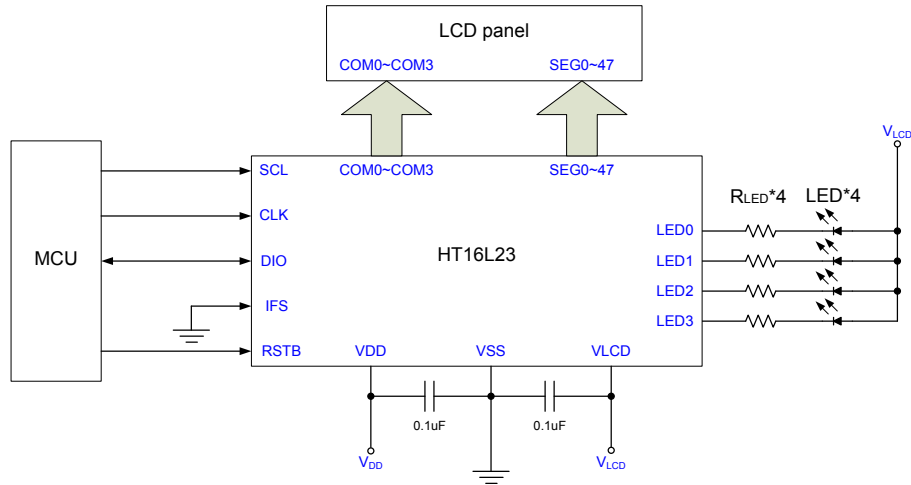 LCD panel
COM0~COM3 SEG0~47
COM0~COM3 SEG0~47
VLCD
MCU
SCL
CLK
DIO
IFS
RSTB
HT16L23
RLED*4 LED*4
LED0
LED1
LED2
LED3
VDD VSS VLCD
0.1uF 0.1uF
VDD VLCD